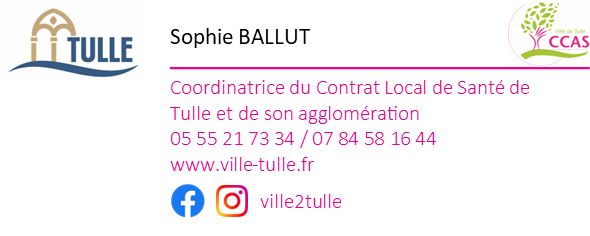 TULLE
Sophie BALLUT
Ville de Tulle
CCAS
Coordinatrice du Contrat Local de Santé de
Tulle et de son agglomération
05 55 21 73 34 / 07 84 58 16 44
www.ville-tulle.fr
ville2tulle